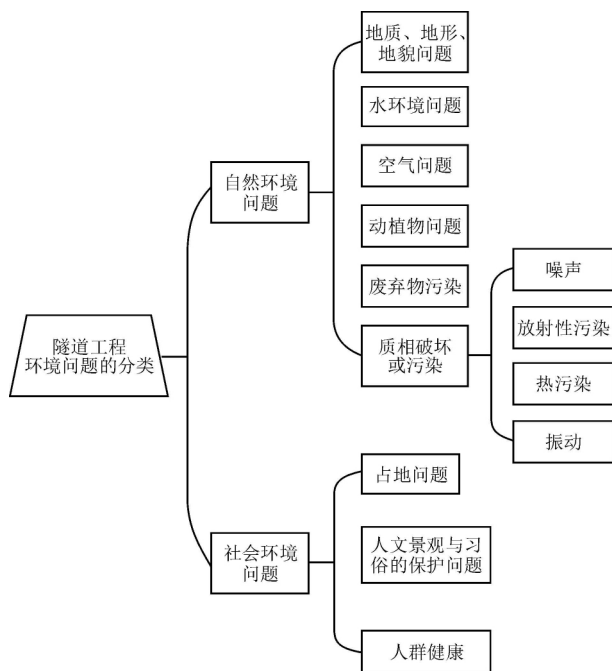 地质、地形、
地貌问题
水环境问题
空气问题
自然环境
问题
动植物问题
废弃物污染
噪声
放射性污染
隧道工程
环境问题的分类
质相破坏
或污染
热污染
振动
占地问题
社会环境
问题
人文景观与习
俗的保护问题
人群健康